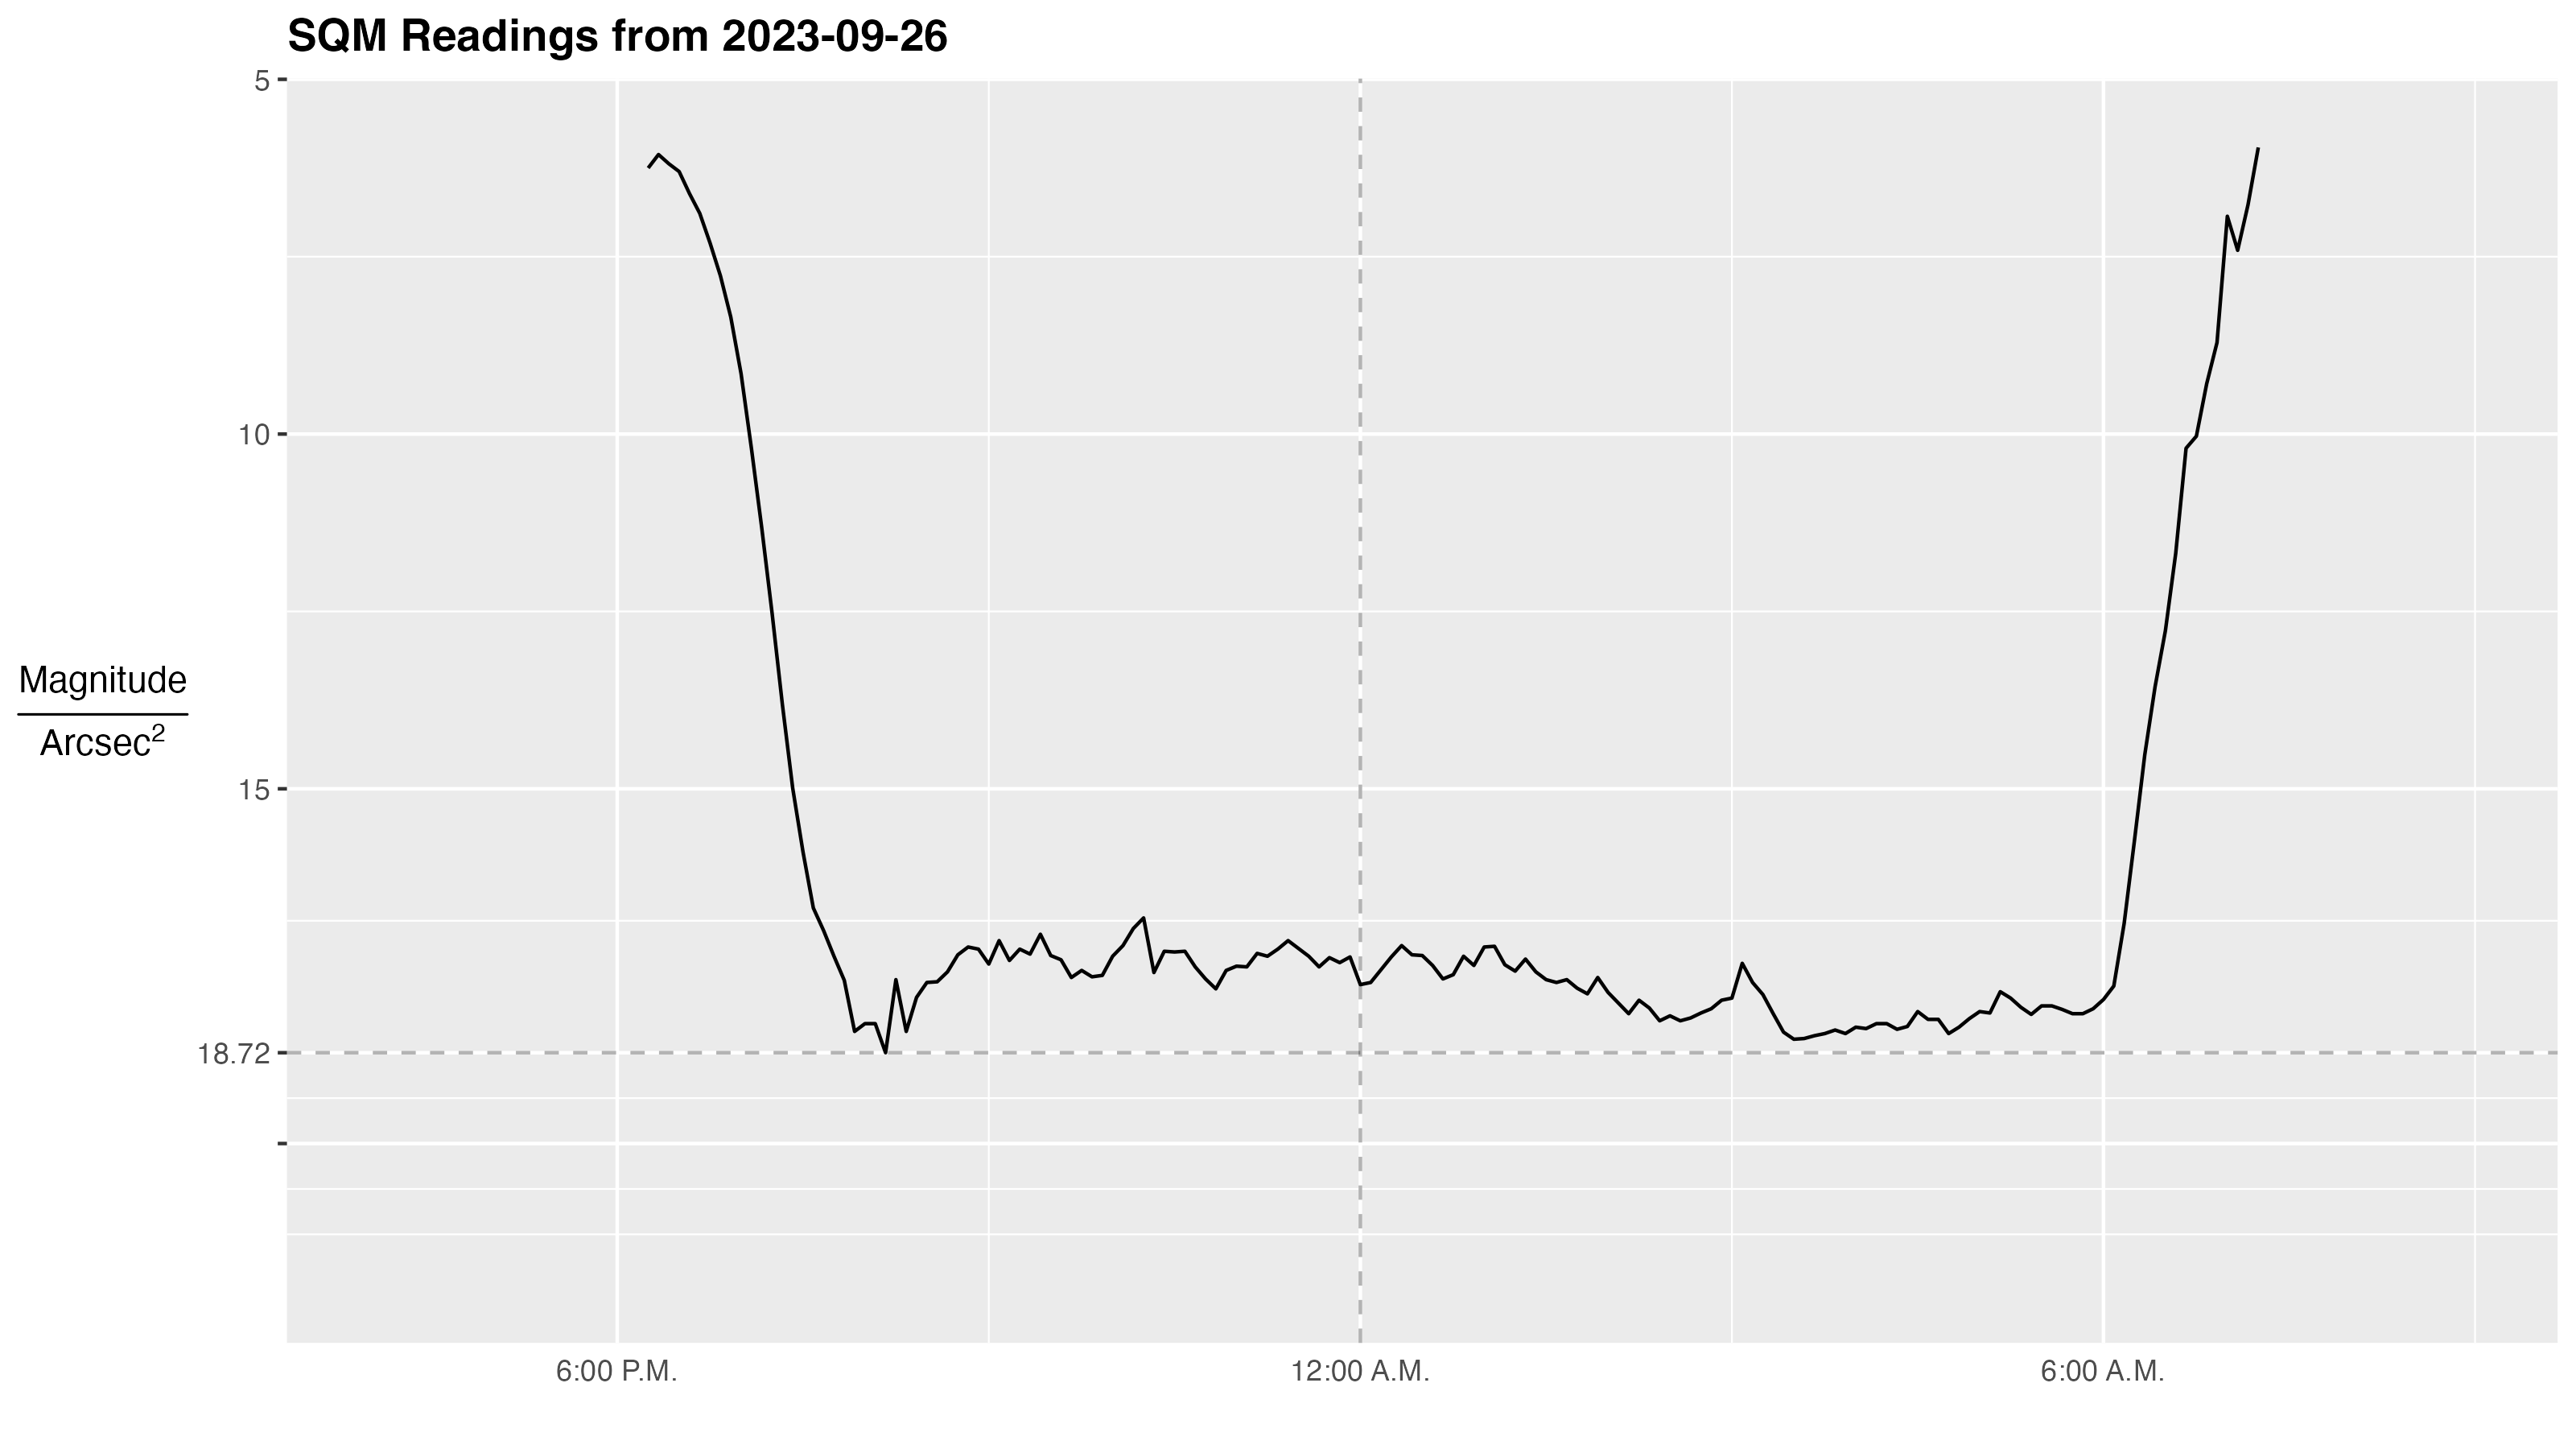 SQM Readings from 2023-09-26
5
10
15
18.72
Magnitude
Arcsec²
6:00 P.M.
12:00 A.M.
6:00 A.M.